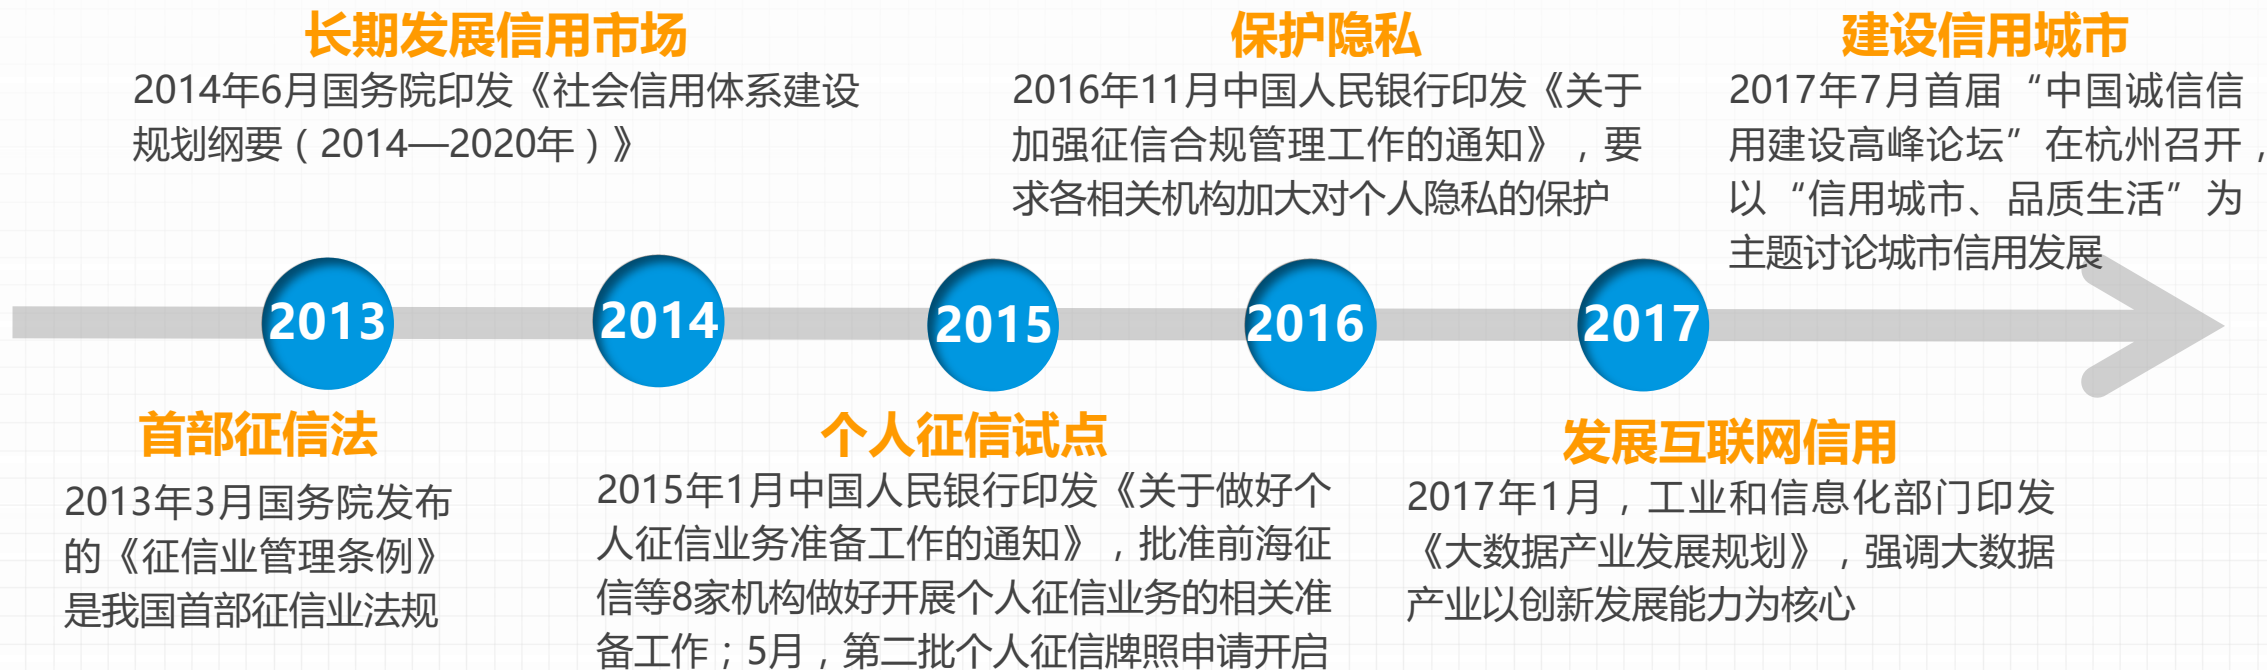 长期发展信用市场
2014年6月国务院印发《社会信用体系建设
规划纲要（2014—2020年）》
保护隐私
2016年11月中国人民银行印发《关于
加强征信合规管理工作的通知》，要
求各相关机构加大对个人隐私的保护
建设信用城市
2017年7月首届“中国诚信信
用建设高峰论坛”在杭州召开，
以“信用城市、品质生活”为
主题讨论城市信用发展
2013
2014
2015
2016
2017
首部征信法
2013年3月国务院发布
的《征信业管理条例》
是我国首部征信业法规
个人征信试点
2015年1月中国人民银行印发《关于做好个
人征信业务准备工作的通知》，批准前海征
信等8家机构做好开展个人征信业务的相关准
备工作；5月，第二批个人征信牌照申请开启
发展互联网信用
2017年1月，工业和信息化部门印发
《大数据产业发展规划》，强调大数据
产业以创新发展能力为核心